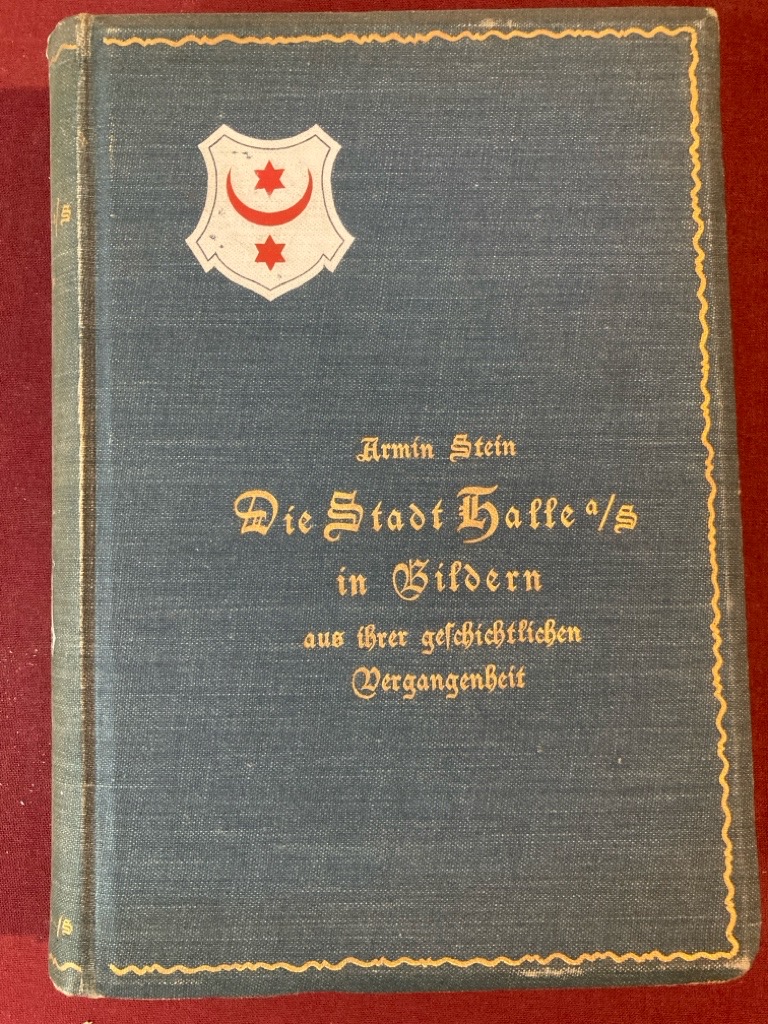 Armin Stein
Die Stadt Halle a/S
in Bildern
aus ihrer geſchichtlichen
Vergangenheit
/S